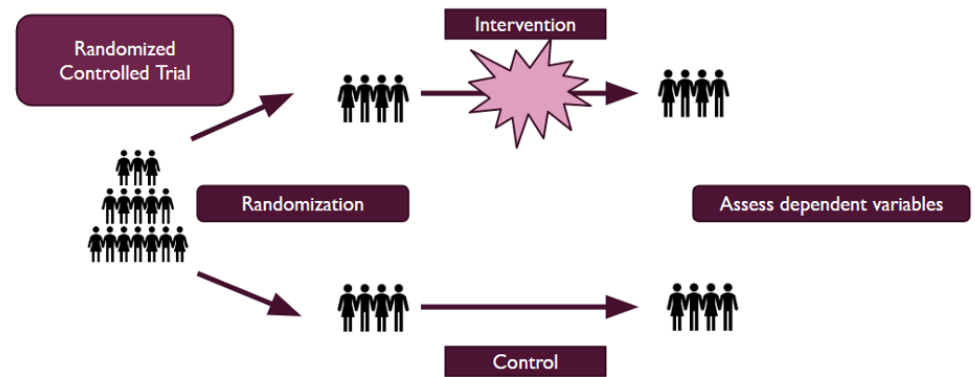 Randomized
Controlled Trial
Intervention
Randomization
Assess dependent variables
Control